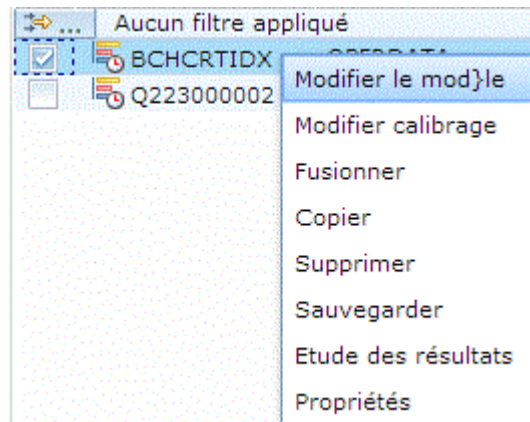 ... Aucun filtre appliqué
BCHCRTIDX OPERDATA
Q223000002
Modifier le mod}le
Modifier calibrage
Fusionner
Copier
Supprimer
Sauvegarder
Etude des résultats
Propriétés